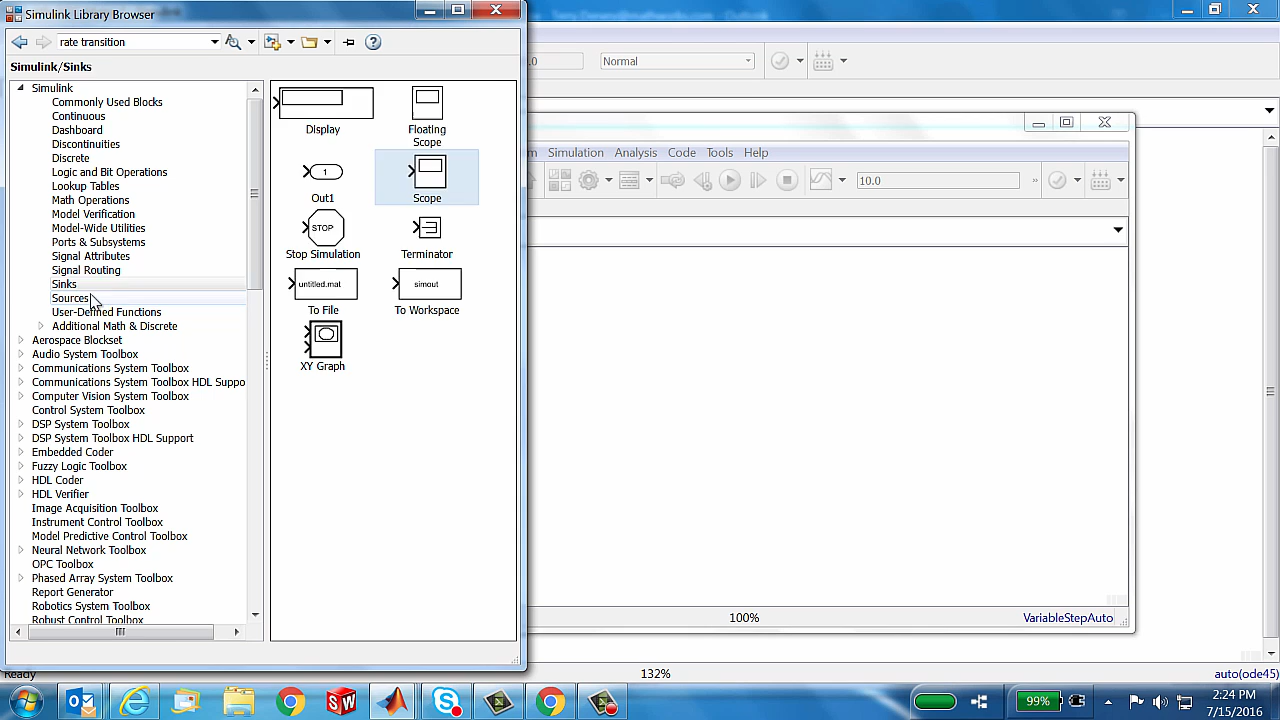 Simulink Library Browser
rate transition
Simulink/Sinks
Simulink
Commonly Used Blocks
Continuous
Dashboard
Discontinuities
Discrete
Logic and Bit Operations
Lookup Tables
Math Operations
Model Verification
Model-Wide Utilities
Ports & Subsystems
Signal Attributes
Signal Routing
Sinks
Sources
User-Defined Functions
Additional Math & Discrete
Aerospace Blockset
Audio System Toolbox
Communications System Toolbox
Communications System Toolbox HDL Suppo
Computer Vision System Toolbox
Control System Toolbox
DSP System Toolbox
DSP System Toolbox HDL Support
Embedded Coder
Fuzzy Logic Toolbox
HDL Coder
HDL Verifier
Image Acquisition Toolbox
Instrument Control Toolbox
Model Predictive Control Toolbox
Neural Network Toolbox
OPC Toolbox
Phased Array System Toolbox
Report Generator
Robotics System Toolbox
Robust Control Toolbox
Display
Floating
Scope
1
Out1
Scope
STOP
Stop Simulation
Terminator
untitled.mat
To File
simout
To Workspace
XY Graph
.0
Normal
m Simulation Analysis Code Tools Help
10.0
»
100%
VariableStepAuto
Ready
132%
auto(ode45)
99%
2:24 PM
7/15/2016